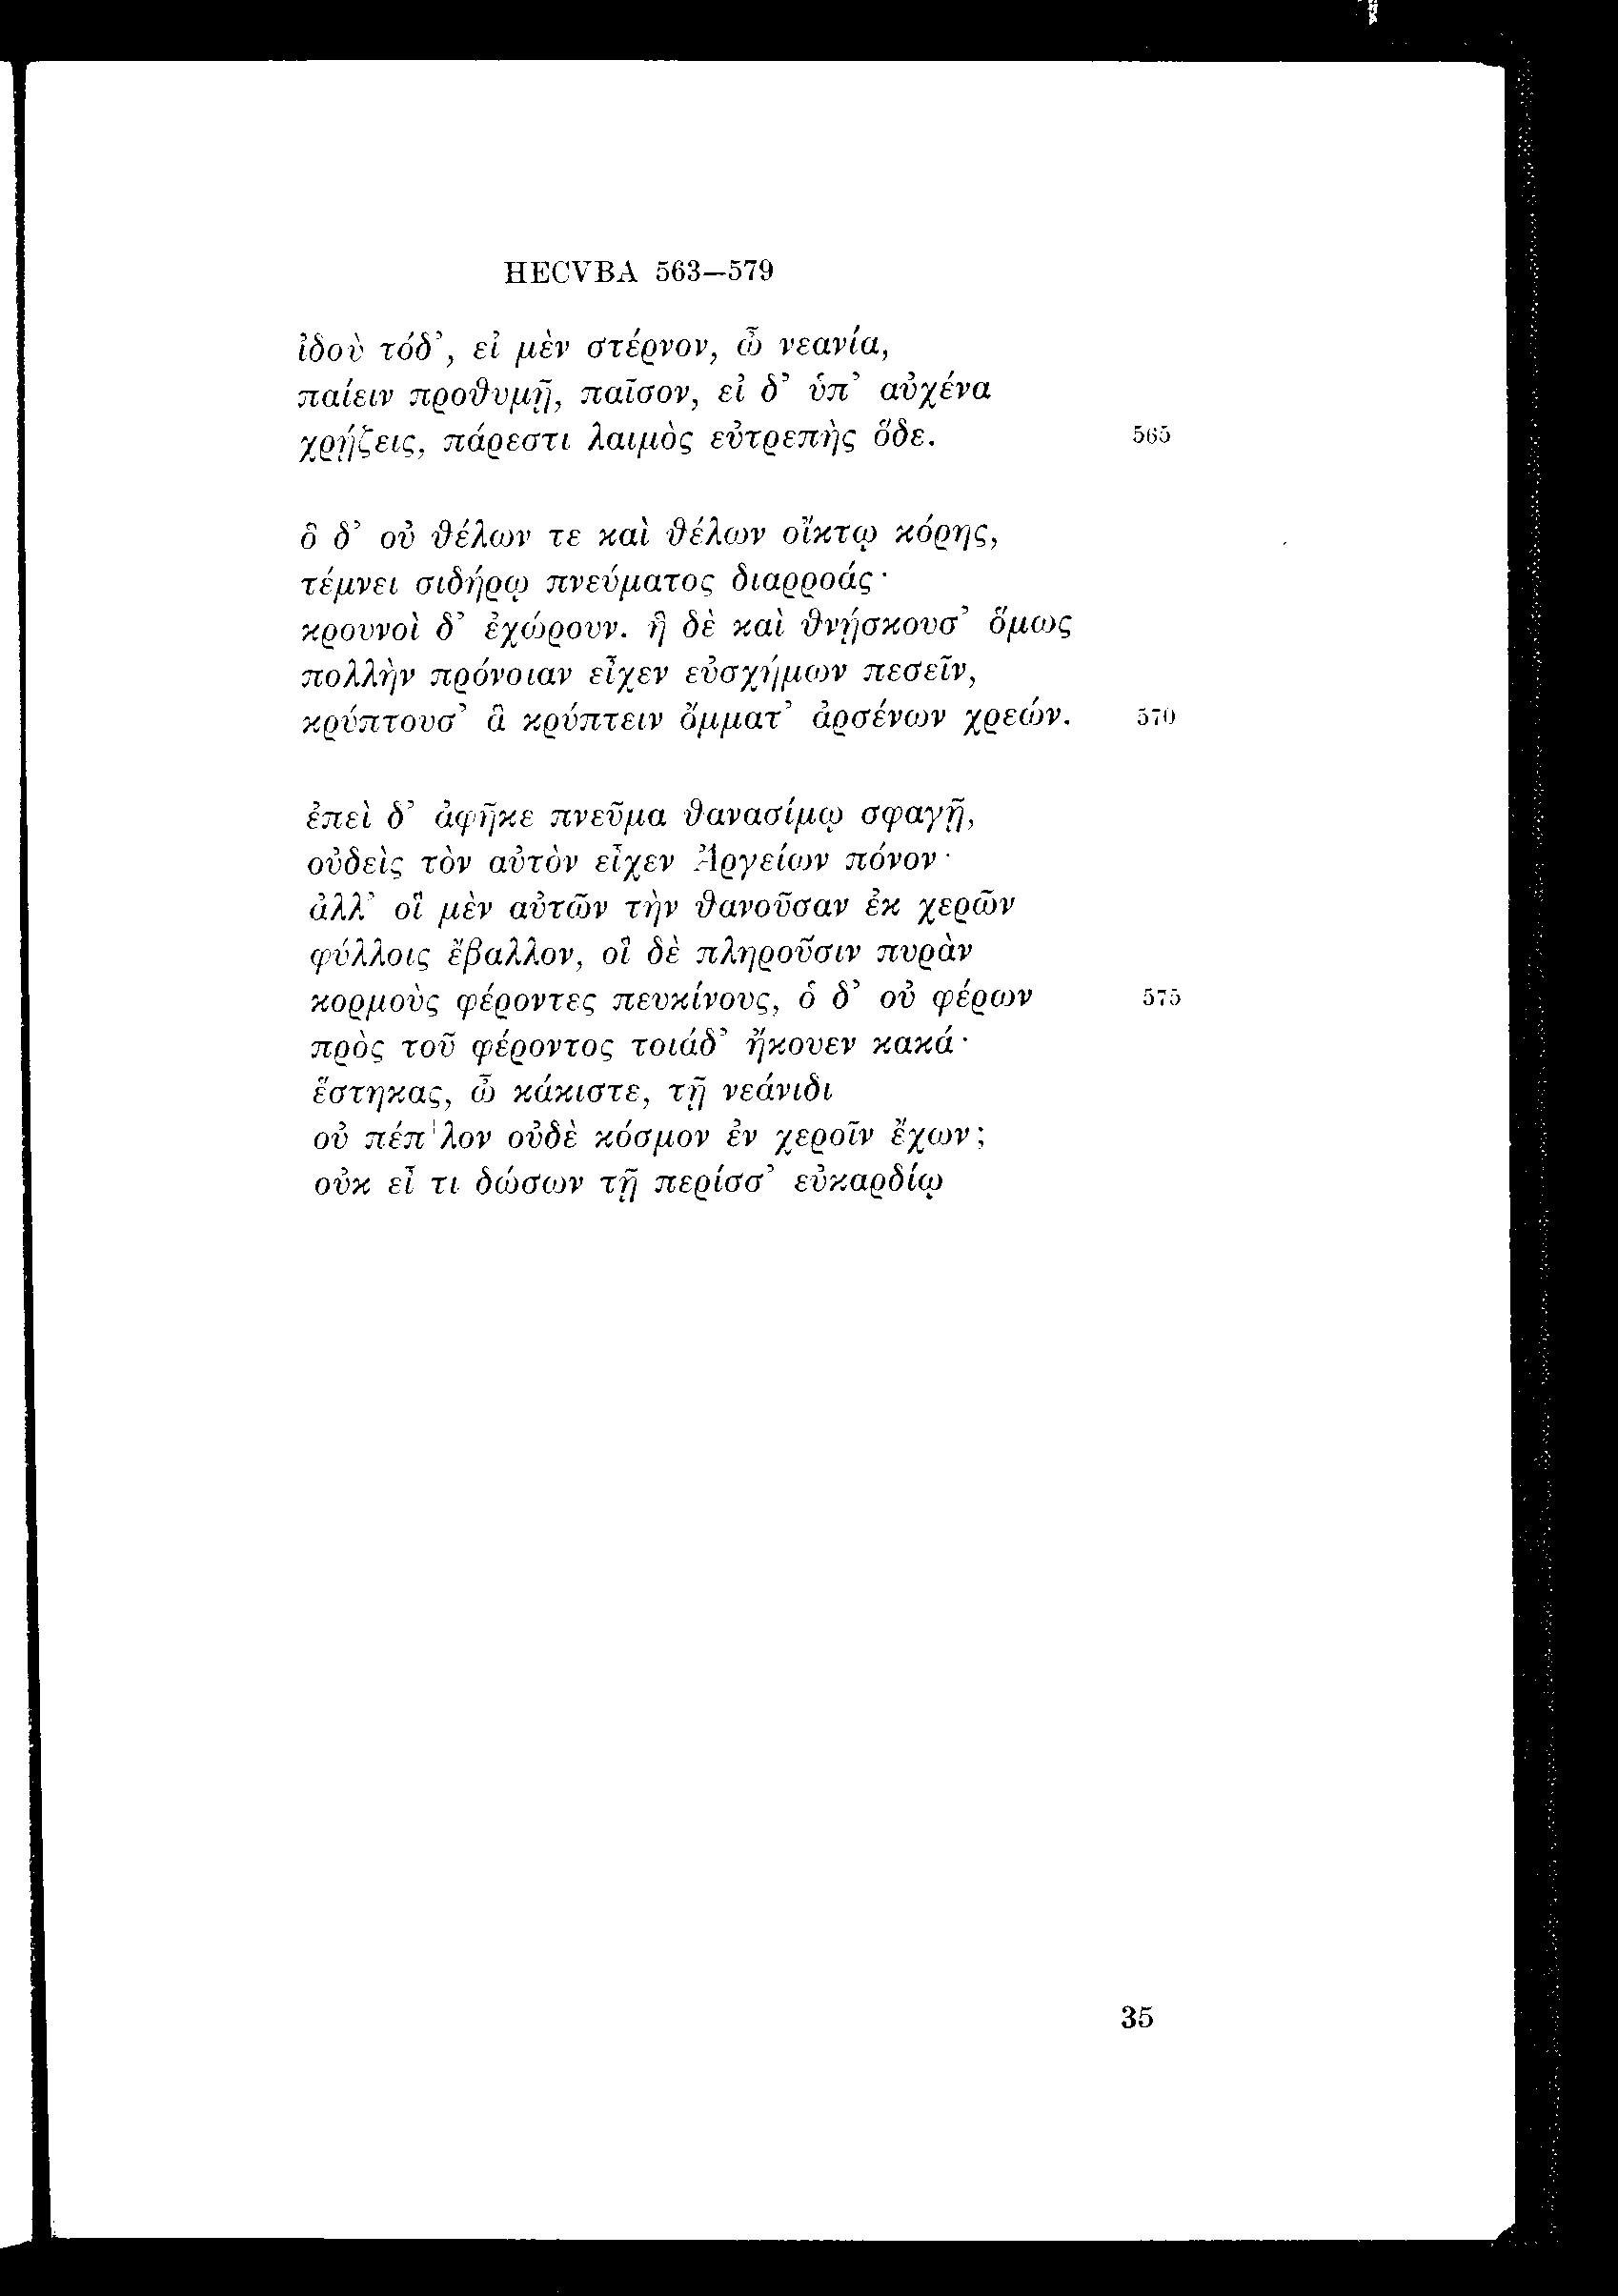 HECVBA 563—579
ἰδοὺ τόδ’, εἰ μὲν στέρνον, ὦ νεανία,
παίειν προθυμῇ, παῖσον, εἰ δ’ ὑπ’ αὐχένα
χρῄζεις, πάρεστι λαιμὸς εὐτρεπὴς ὅδε. 565
ὃ δ’ οὐ θέλων τε καὶ θέλων οἴκτῳ κόρης,
τέμνει σιδήρῳ πνεύματος διαρροάς·
κρουνοὶ δ’ ἐχώρουν. ἣ δὲ καὶ θνῄσκουσ’ ὅμως
πολλὴν πρόνοιαν εἶχεν εὐσχήμων πεσεῖν,
κρύπτουσ’ ἃ κρύπτειν ὄμματ’ ἀρσένων χρεών. 570
ἐπεὶ δ’ ἀφῆκε πνεῦμα θανασίμῳ σφαγῇ,
οὐδεὶς τὸν αὐτὸν εἶχεν Ἀργείων πόνον·
ἀλλ’ οἳ μὲν αὐτῶν τὴν θανοῦσαν ἐκ χερῶν
φύλλοις ἔβαλλον, οἳ δὲ πληροῦσιν πυρὰν
κορμοὺς φέροντες πευκίνους, ὁ δ’ οὐ φέρων 575
πρὸς τοῦ φέροντος τοιάδ’ ἤκουεν κακά·
ἕστηκας, ὦ κάκιστε, τῇ νεάνιδι
οὐ πέπλον οὐδὲ κόσμον ἐν χεροῖν ἔχων;
οὐκ εἶ τι δώσων τῇ περίσσ’ εὐκαρδίῳ
35